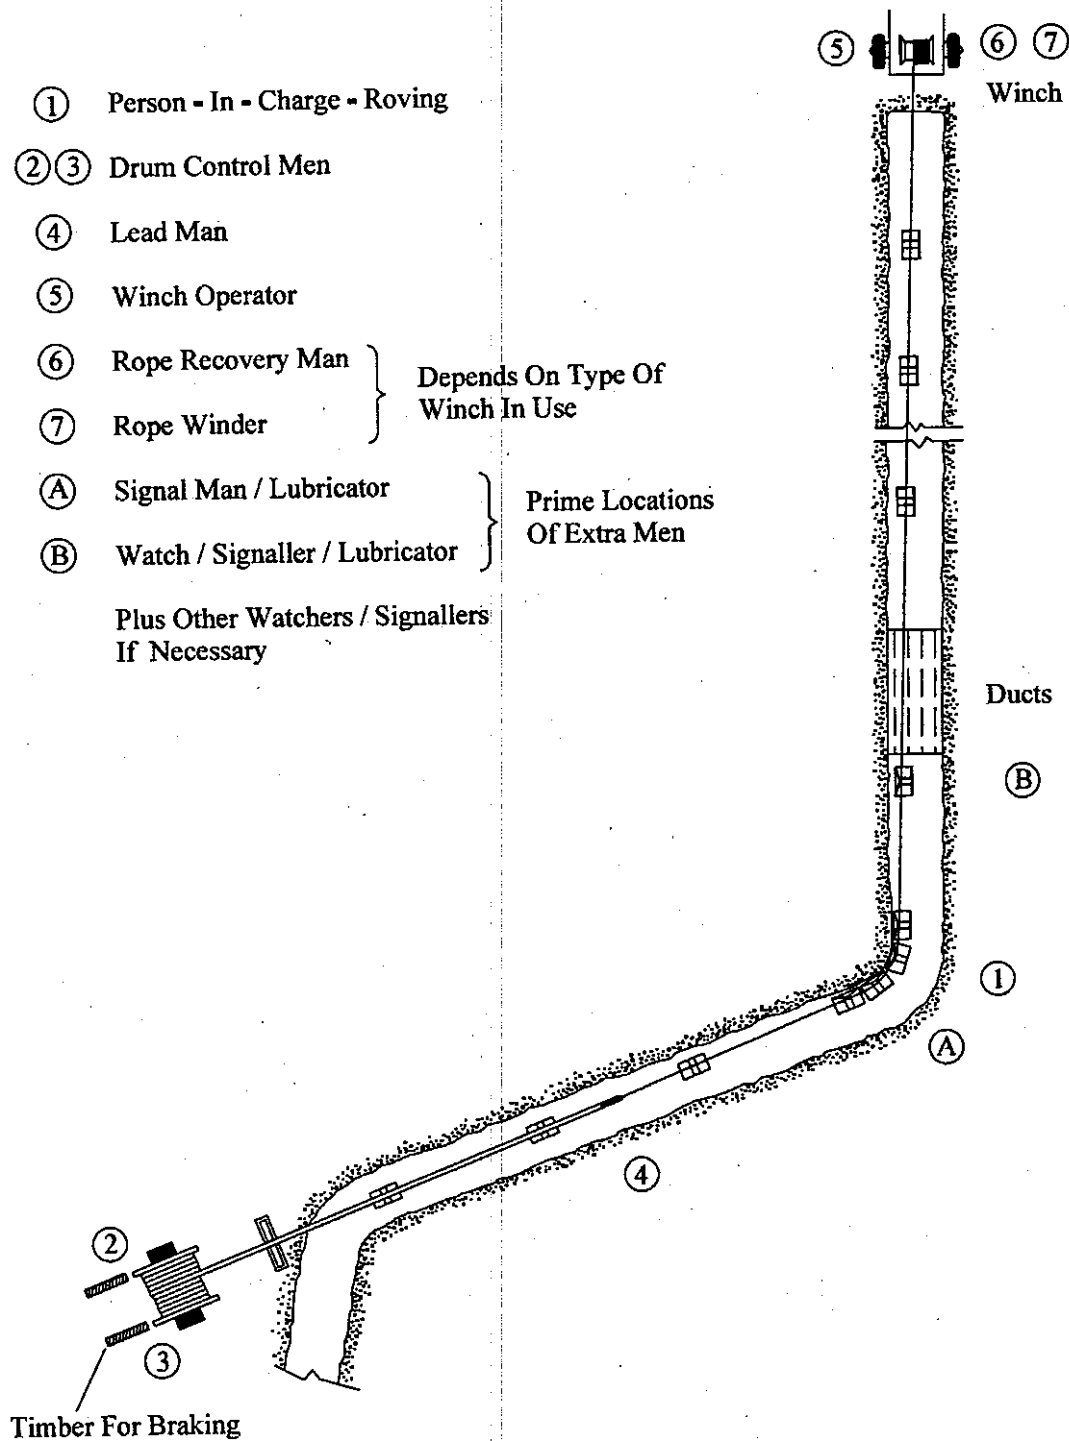 ① Person - In - Charge - Roving
②③ Drum Control Men
④ Lead Man
⑤ Winch Operator
⑥ Rope Recovery Man
⑦ Rope Winder
Depends On Type Of
Winch In Use
Ⓐ Signal Man / Lubricator
Ⓑ Watch / Signaller / Lubricator
Prime Locations
Of Extra Men
Plus Other Watchers / Signallers
If Necessary
⑤ ⑥ ⑦
Winch
Ducts
Ⓑ
①
Ⓐ
④
②
③
Timber For Braking